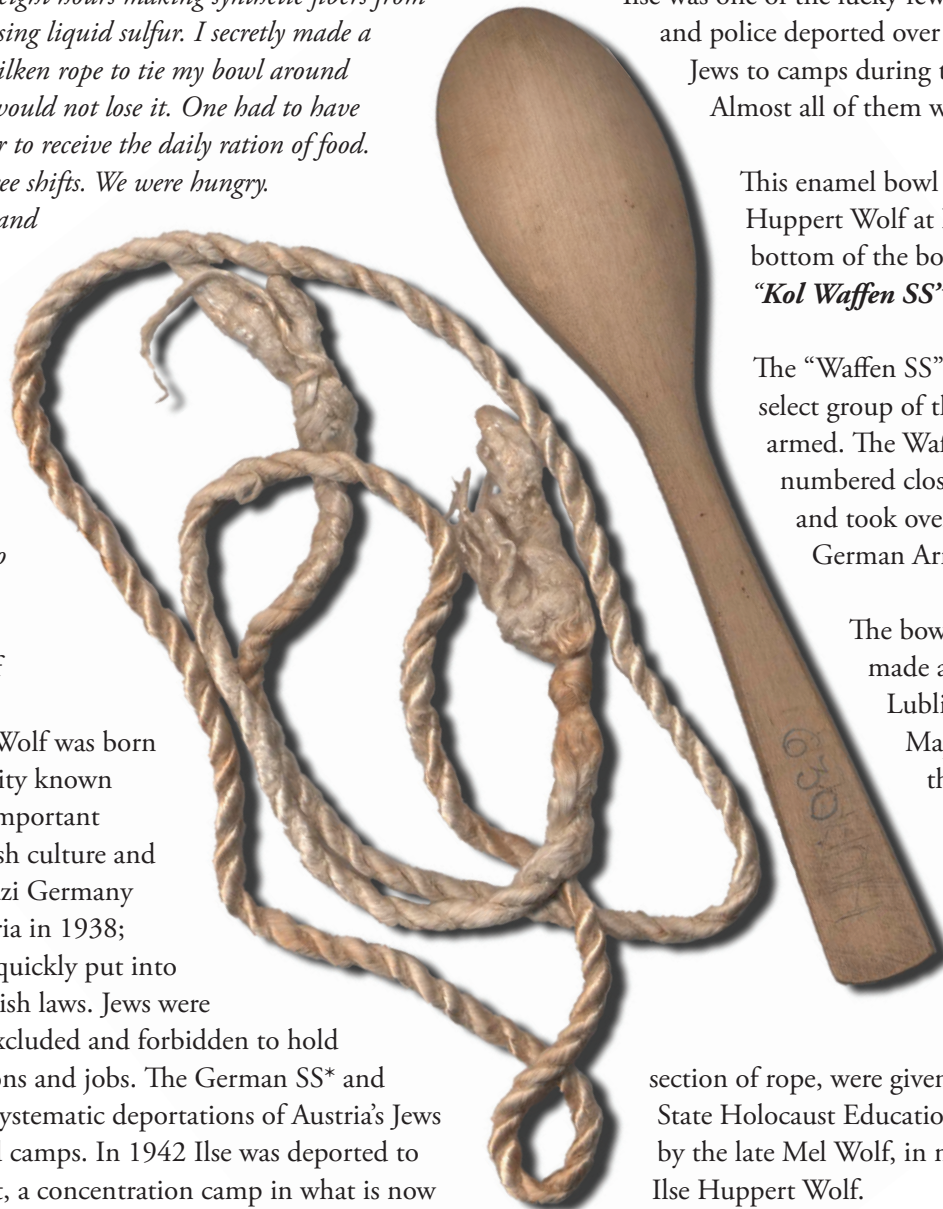 eight hours making synthetic fibers from
sing liquid sulfur. I secretly made a
ilken rope to tie my bowl around
would not lose it. One had to have
r to receive the daily ration of food.
ree shifts. We were hungry.
and
o
f
Wolf was born
ity known
mportant
sh culture and
zi Germany
ria in 1938;
quickly put into
ish laws. Jews were
xcluded and forbidden to hold
ons and jobs. The German SS* and
ystematic deportations of Austria’s Jews
l camps. In 1942 Ilse was deported to
t, a concentration camp in what is now
Ilse was one of the lucky few
and police deported over
Jews to camps during t
Almost all of them w
This enamel bowl
Huppert Wolf at
bottom of the bo
“Kol Waffen SS”
The “Waffen SS”
select group of th
armed. The Waf
numbered clos
and took ove
German Ar
The bow
made a
Lubli
Ma
th
section of rope, were given
State Holocaust Education
by the late Mel Wolf, in
Ilse Huppert Wolf.
630